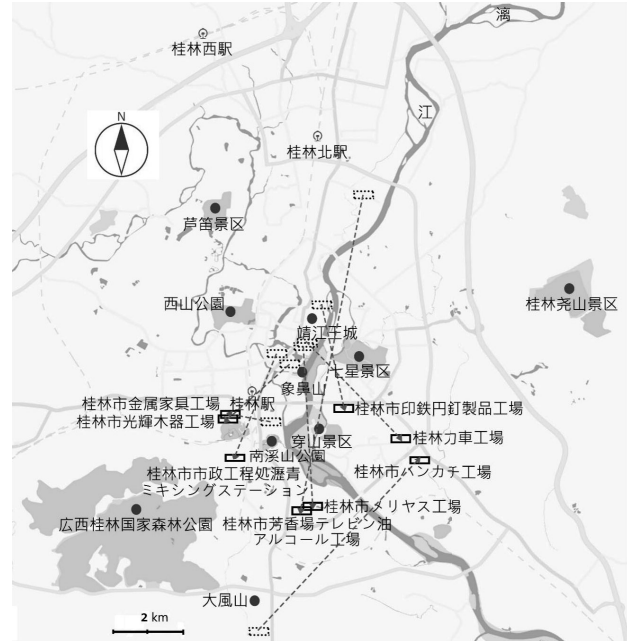 漓
桂林西駅
江
N
桂林北駅
芦笛景区
西山公園
桂林尧山景区
靖江王城
七星景区
象鼻山
桂林市金属家具工場
桂林駅
桂林市印鉄円釘製品工場
桂林市光輝木器工場
穿山景区
桂林力車工場
南渓山公園
桂林市ハンカチ工場
桂林市市政工程処瀝青
ミキシングステーション
桂林市メリヤス工場
広西桂林国家森林公園
桂林市芳香場テレビン油
アルコール工場
大風山
2 km